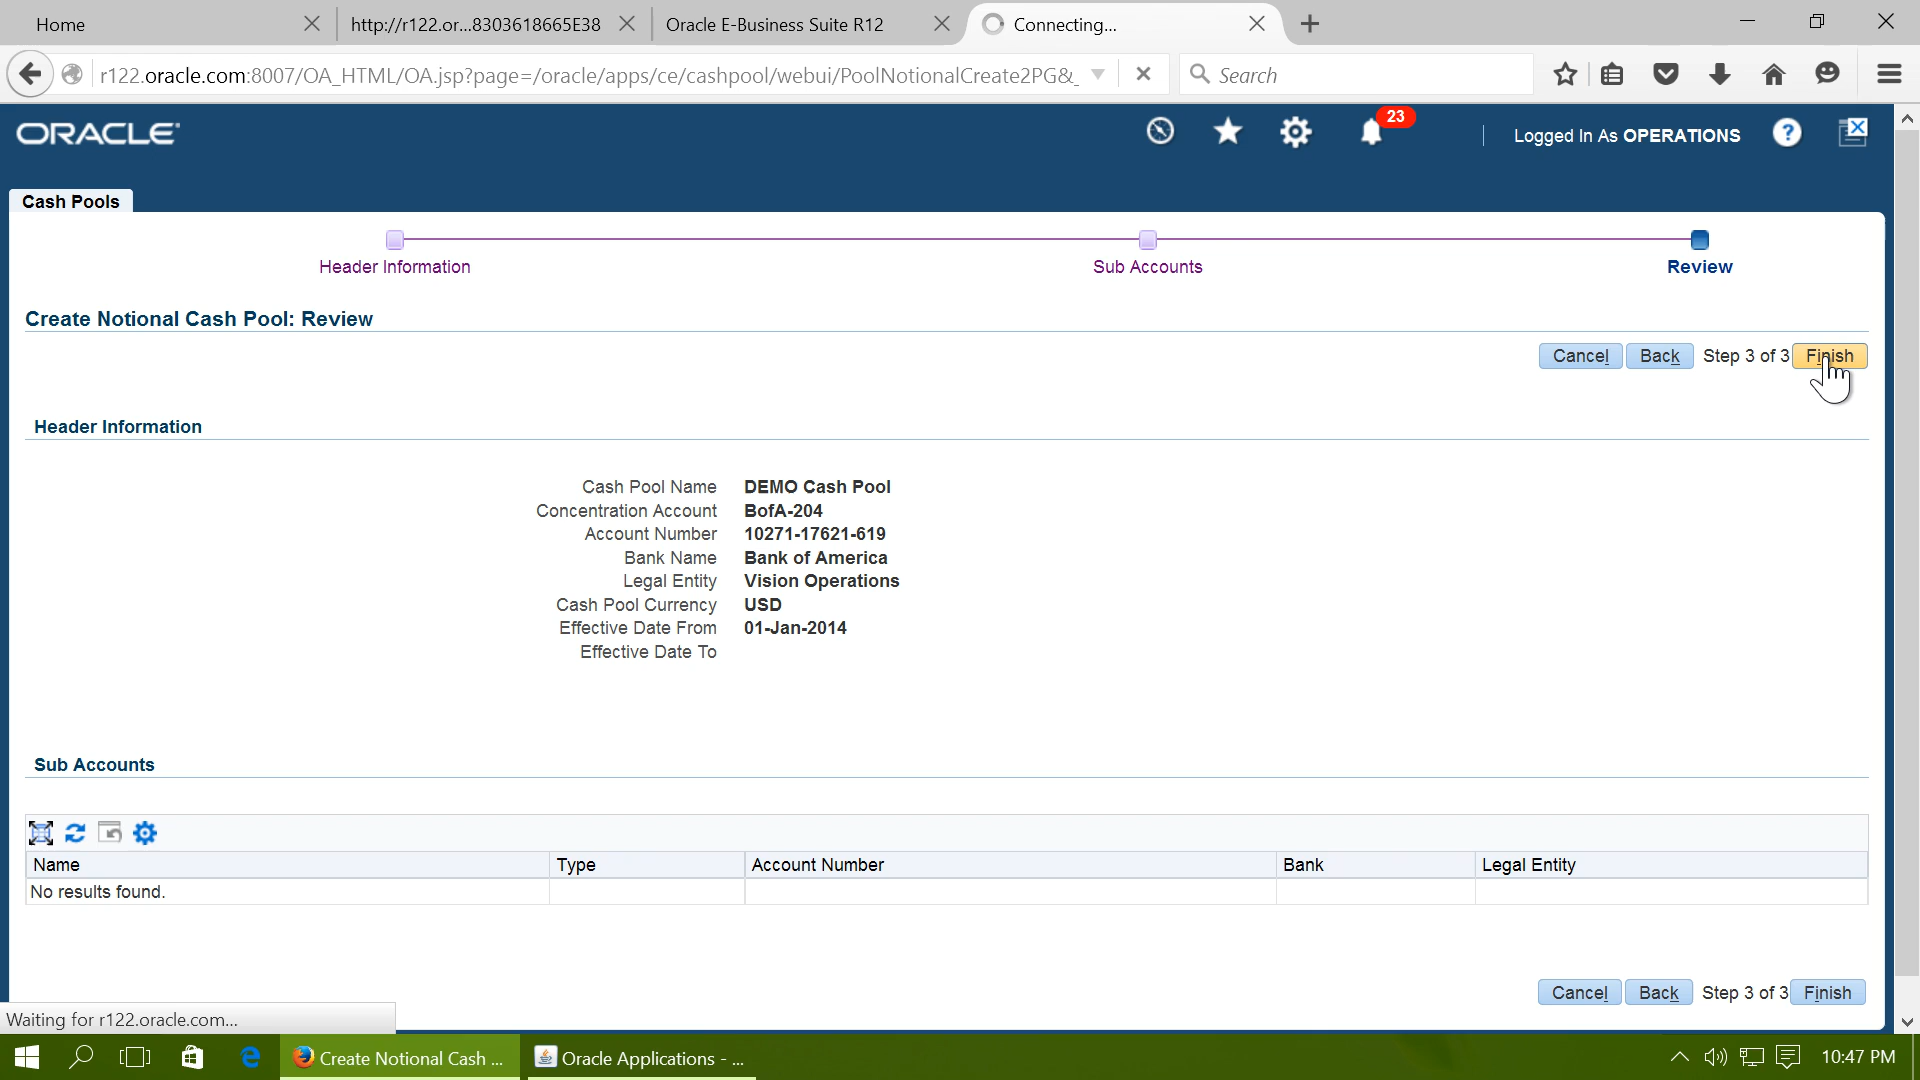 Home
http://r122.or...8303618665E38
Oracle E-Business Suite R12
Connecting...
r122.oracle.com:8007/OA_HTML/OA.jsp?page=/oracle/apps/ce/cashpool/webui/PoolNotionalCreate2PG&_
Search
ORACLE
23
Logged In As OPERATIONS
Cash Pools
Header Information
Sub Accounts
Review
Create Notional Cash Pool: Review
Cancel Back Step 3 of 3 Finish
Header Information
Cash Pool Name DEMO Cash Pool
Concentration Account BofA-204
Account Number 10271-17621-619
Bank Name Bank of America
Legal Entity Vision Operations
Cash Pool Currency USD
Effective Date From 01-Jan-2014
Effective Date To
Sub Accounts
Name Type Account Number Bank Legal Entity
No results found.
Cancel Back Step 3 of 3 Finish
Waiting for r122.oracle.com...
Create Notional Cash ...
Oracle Applications - ...
10:47 PM